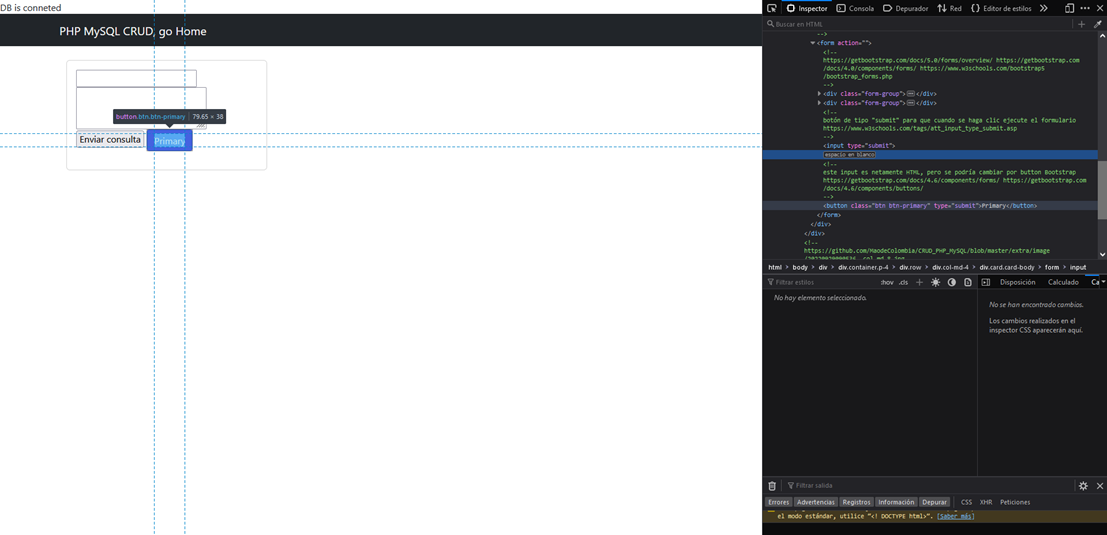 DB is conneted
PHP MySQL CRUD, go Home
button.btn.btn-primary | 79.65 × 38
Enviar consulta
Primary
Inspector
Consola
Depurador
Red
Editor de estilos
Buscar en HTML
-->
<form action="">
<!--
https://getbootstrap.com/docs/5.0/forms/overview/ https://getbootstrap.com
/docs/4.0/components/forms/ https://www.w3schools.com/bootstrap5
/bootstrap_forms.php
-->
<div class="form-group"></div>
<div class="form-group"></div>
<!--
botón de tipo "submit" para que cuando se haga clic ejecute el formulario
https://www.w3schools.com/tags/att_input_type_submit.asp
-->
<input type="submit">
espacio en blanco
<!--
este input es netamente HTML, pero se podría cambiar por button Bootstrap
https://getbootstrap.com/docs/4.6/components/forms/ https://getbootstrap.com
/docs/4.6/components/buttons/
-->
<button class="btn btn-primary" type="submit">Primary</button>
</form>
</div>
</div>
<!--
https://github.com/HaodeColombia/CRUD_PHP_MySQL/blob/master/extra/image
html > body > div > div.container.p-4 > div.row > div.col-md-4 > div.card.card-body > form > input
Filtrar estilos
:hov .cls
Disposición
Calculado
Ca
No hay elemento seleccionado.
No se han encontrado cambios.
Los cambios realizados en el
inspector CSS aparecerán aquí.
Filtrar salida
Errores
Advertencias
Registros
Información
Depurar
CSS
XHR
Peticiones
el modo estándar, utilice "<! DOCTYPE html>". [Saber más]